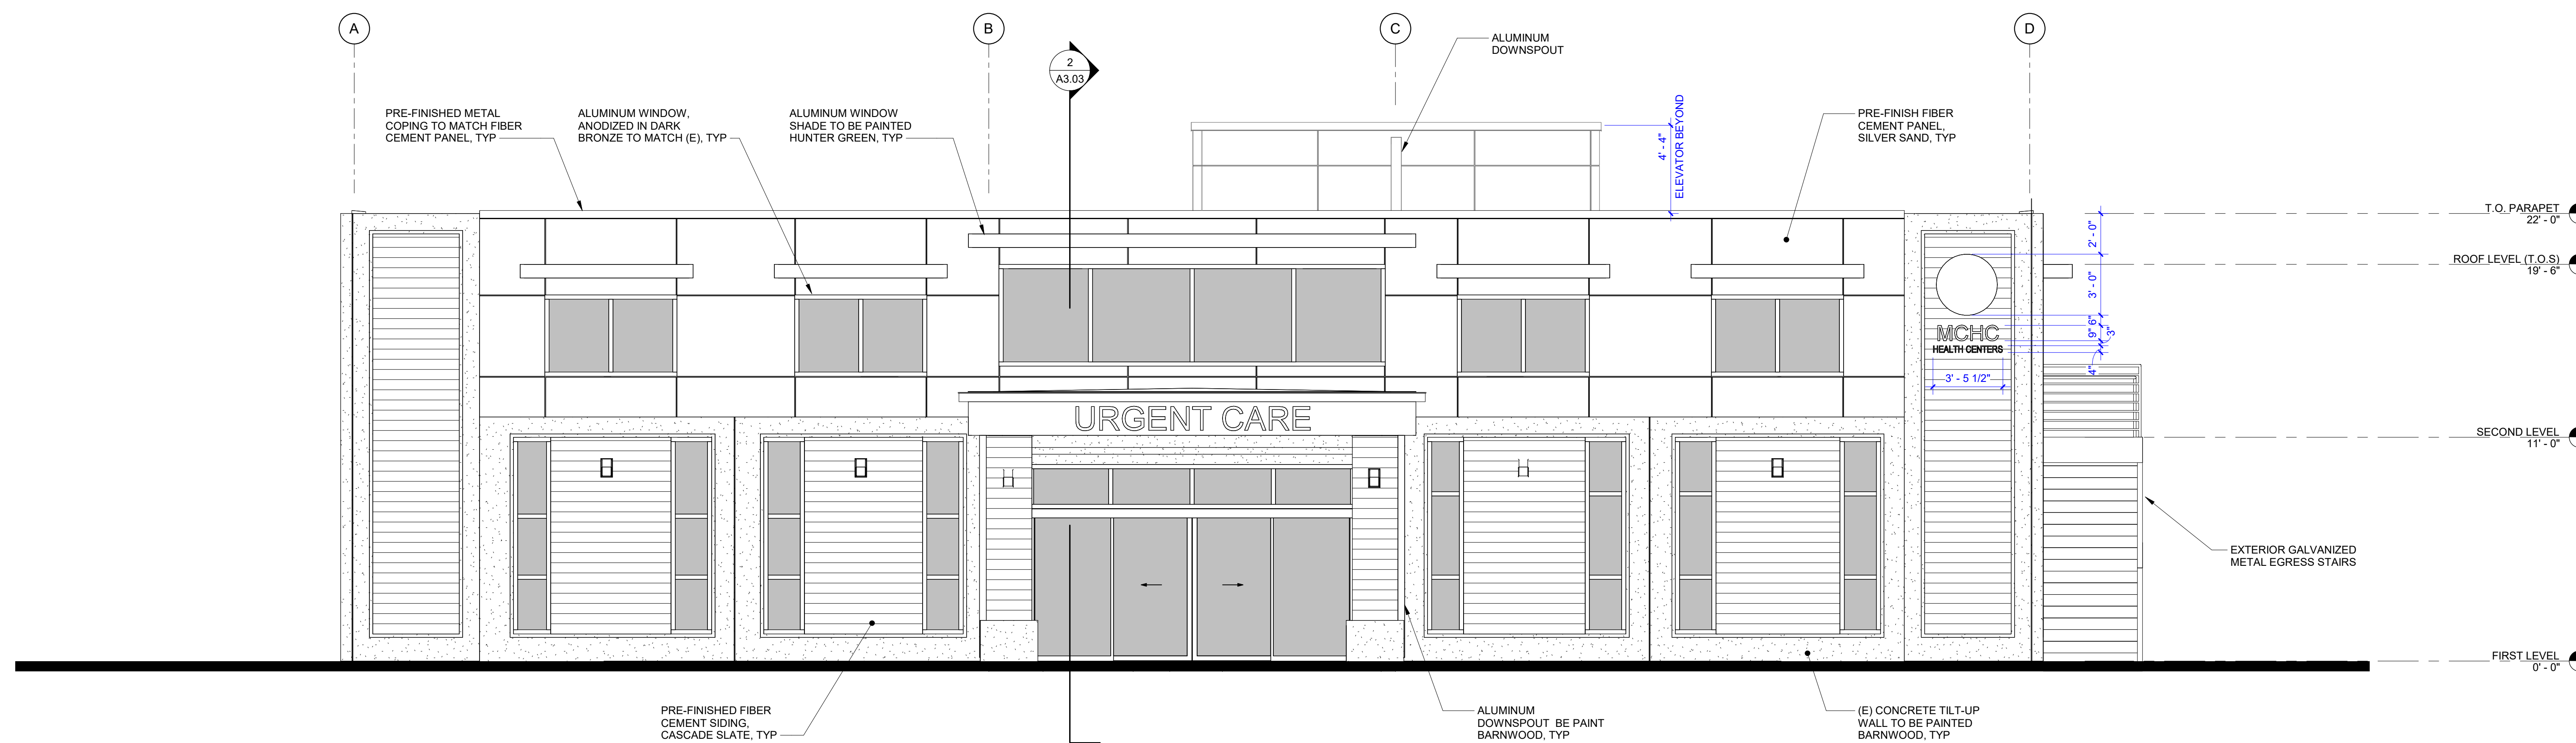 A
B
C
D
2
A3.03
ALUMINUM
DOWNSPOUT
PRE-FINISHED METAL
COPING TO MATCH FIBER
CEMENT PANEL, TYP
ALUMINUM WINDOW,
ANODIZED IN DARK
BRONZE TO MATCH (E), TYP
ALUMINUM WINDOW
SHADE TO BE PAINTED
HUNTER GREEN, TYP
4' - 4"
ELEVATOR BEYOND
PRE-FINISH FIBER
CEMENT PANEL,
SILVER SAND, TYP
T.O. PARAPET
22' - 0"
ROOF LEVEL (T.O.S)
19' - 6"
2' - 0"
3' - 0"
6"
9"
3"
4"
MCHC
HEALTH CENTERS
3' - 5 1/2"
URGENT CARE
SECOND LEVEL
11' - 0"
EXTERIOR GALVANIZED
METAL EGRESS STAIRS
FIRST LEVEL
0' - 0"
PRE-FINISHED FIBER
CEMENT SIDING,
CASCADE SLATE, TYP
ALUMINUM
DOWNSPOUT  BE PAINT
BARNWOOD, TYP
(E) CONCRETE TILT-UP
WALL TO BE PAINTED
BARNWOOD, TYP